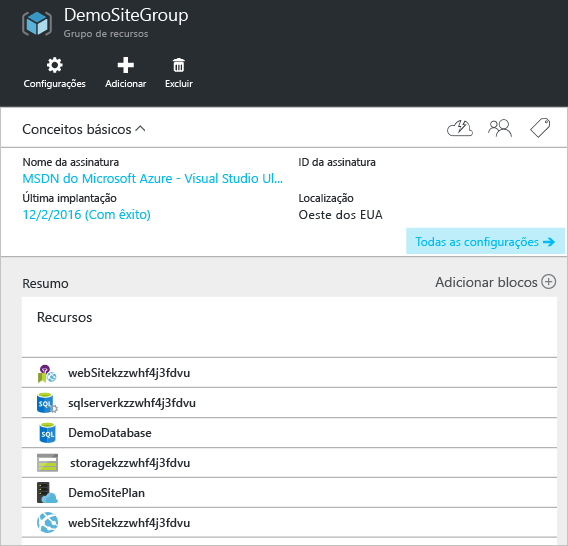 DemoSiteGroup
Grupo de recursos
Configurações Adicionar Excluir
Conceitos básicos
Nome da assinatura ID da assinatura
MSDN do Microsoft Azure - Visual Studio Ul...
Última implantação Localização
12/2/2016 (Com êxito) Oeste dos EUA
Todas as configurações
Resumo Adicionar blocos
Recursos
webSitekzzwhf4j3fdvu
sqlserverkzzwhf4j3fdvu
SQL DemoDatabase
storagekzzwhf4j3fdvu
DemoSitePlan
webSitekzzwhf4j3fdvu